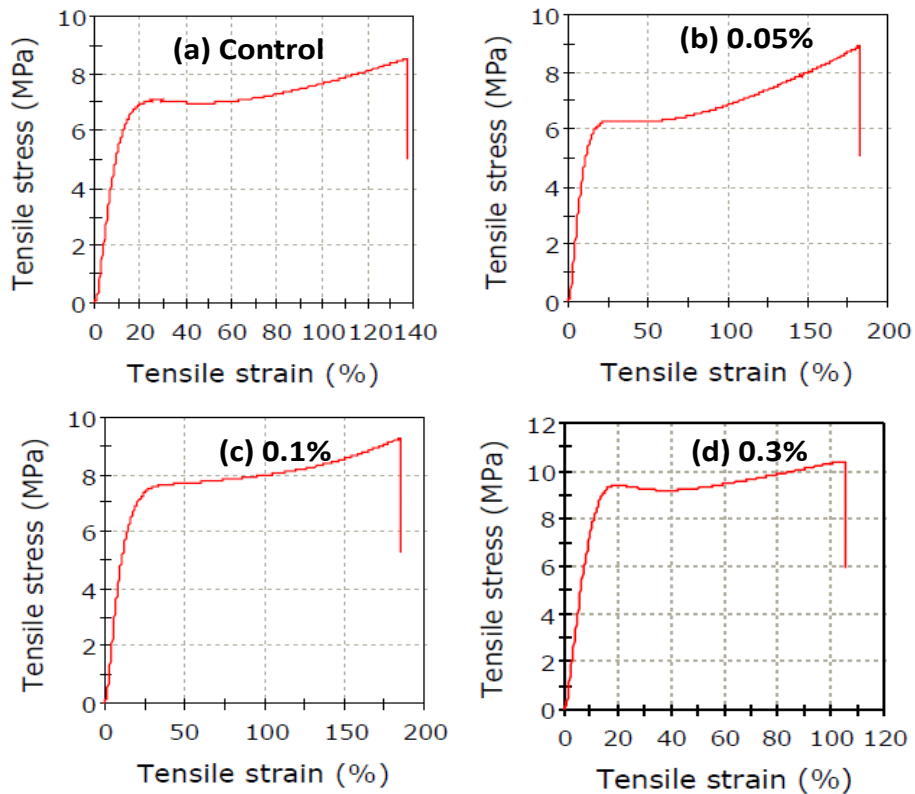 (a) Control
Tensile stress (MPa)
10
8
6
4
2
0
0 20 40 60 80 100 120 140
Tensile strain (%)
(b) 0.05%
Tensile stress (MPa)
10
8
6
4
2
0
0 50 100 150 200
Tensile strain (%)
(c) 0.1%
Tensile stress (MPa)
10
8
6
4
2
0
0 50 100 150 200
Tensile strain (%)
(d) 0.3%
Tensile stress (MPa)
12
10
8
6
4
2
0
0 20 40 60 80 100 120
Tensile strain (%)